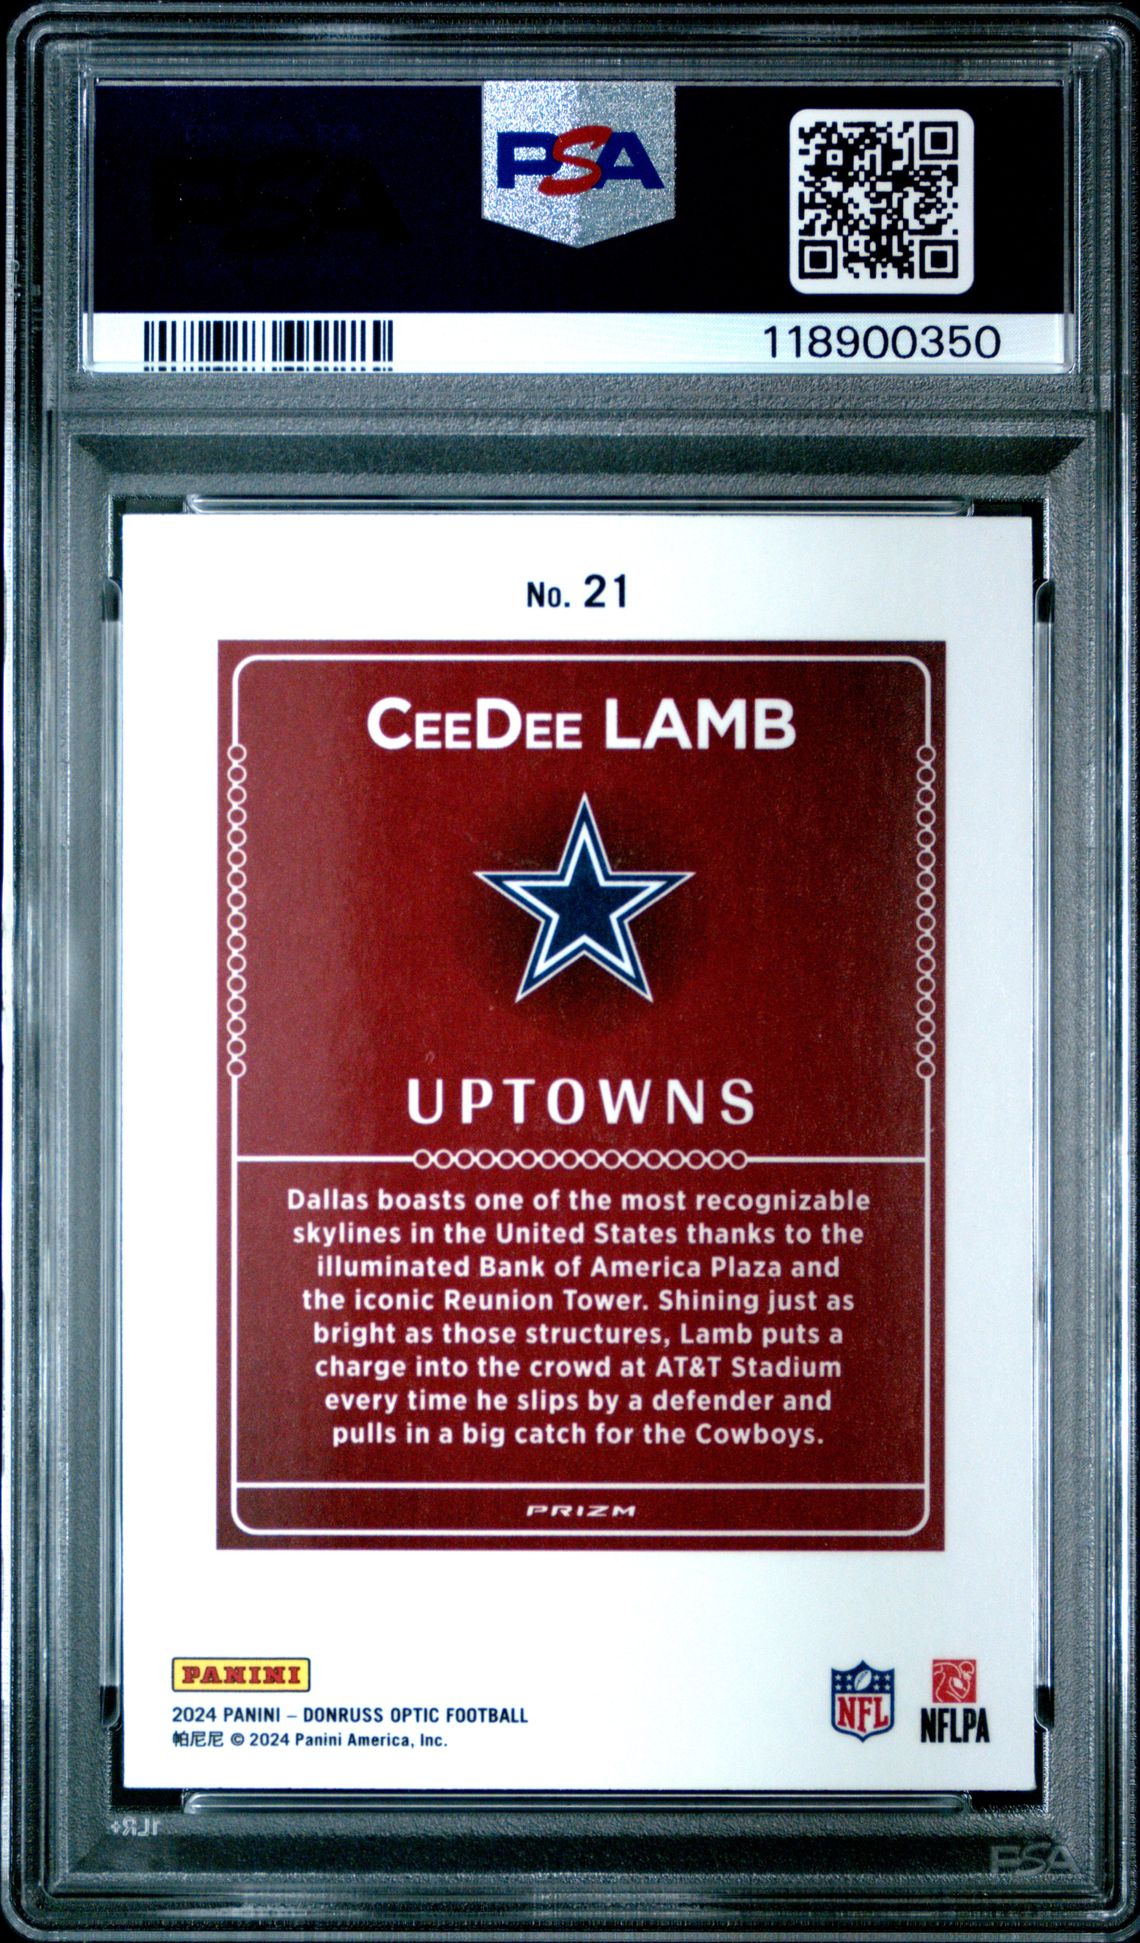 PSA
118900350
No. 21
CeeDee LAMB
UPTOWNS
Dallas boasts one of the most recognizable
skylines in the United States thanks to the
illuminated Bank of America Plaza and
the iconic Reunion Tower. Shining just as
bright as those structures, Lamb puts a
charge into the crowd at AT&T Stadium
every time he slips by a defender and
pulls in a big catch for the Cowboys.
PRIZM
PANINI
2024 PANINI – DONRUSS OPTIC FOOTBALL
帕尼尼 © 2024 Panini America, Inc.
NFL
NFLPA
PSA